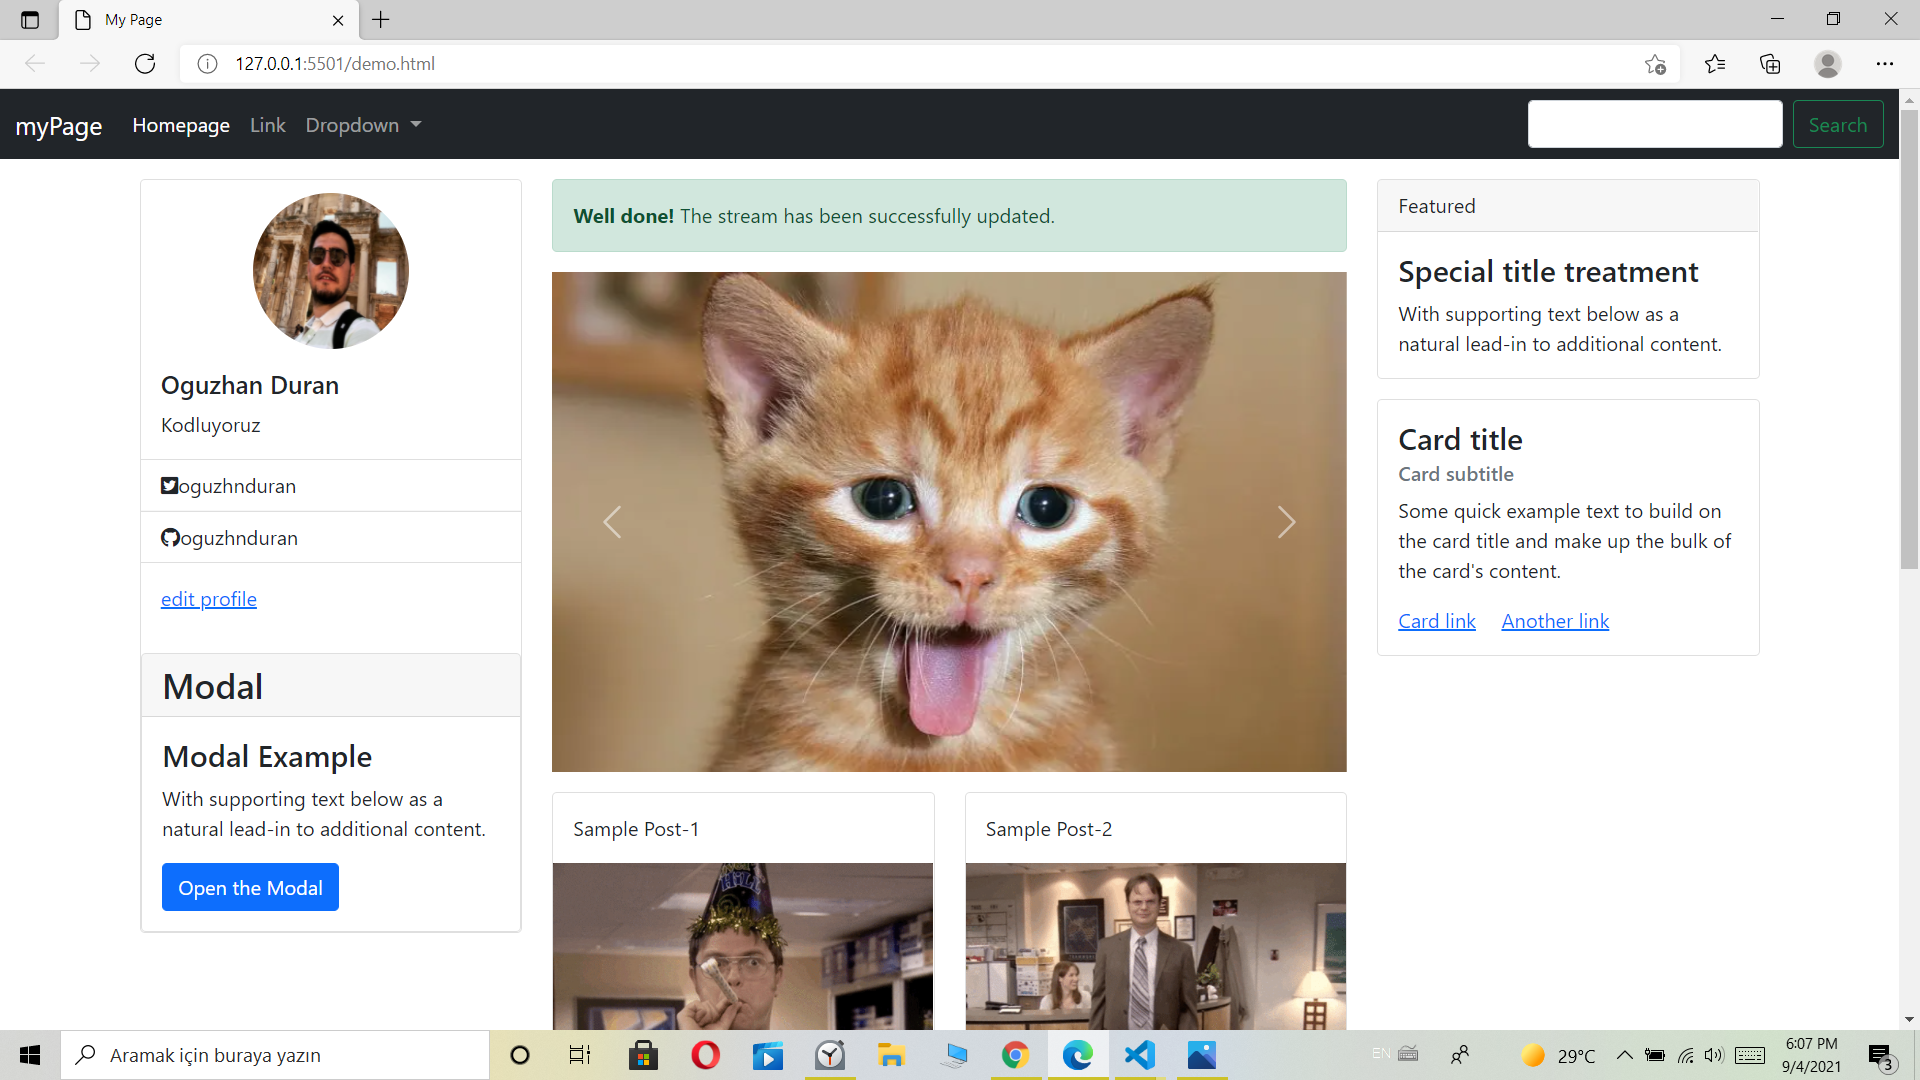 My Page
127.0.0.1:5501/demo.html
myPage
Homepage
Link
Dropdown
Search
Oguzhan Duran
Kodluyoruz
oguzhnduran
oguzhnduran
edit profile
Modal
Modal Example
With supporting text below as a
natural lead-in to additional content.
Open the Modal
Well done! The stream has been successfully updated.
Sample Post-1
Sample Post-2
Featured
Special title treatment
With supporting text below as a
natural lead-in to additional content.
Card title
Card subtitle
Some quick example text to build on
the card title and make up the bulk of
the card's content.
Card link
Another link
Aramak için buraya yazın
EN
29°C
6:07 PM
9/4/2021
3